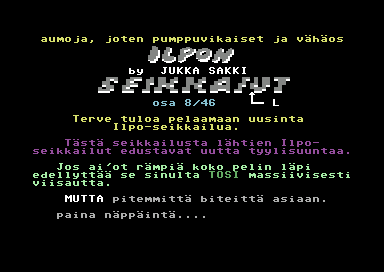 aumoja, joten pumppuvikaiset ja vähäos
ILPON
by JUKKA SAKKI
SEIKKAILUT
osa 8/46
L
Terve tuloa pelaamaan uusinta
Ilpo-seikkailua.
Tästä seikkailusta lähtien Ilpo-
seikkailut edustavat uutta tyylisuuntaa.
Jos ai'ot rämpiä koko pelin läpi
edellyttää se sinulta TOSI massiivisesti
viisautta.
MUTTA pitemmittä biteittä asiaan.
paina näppäintä....